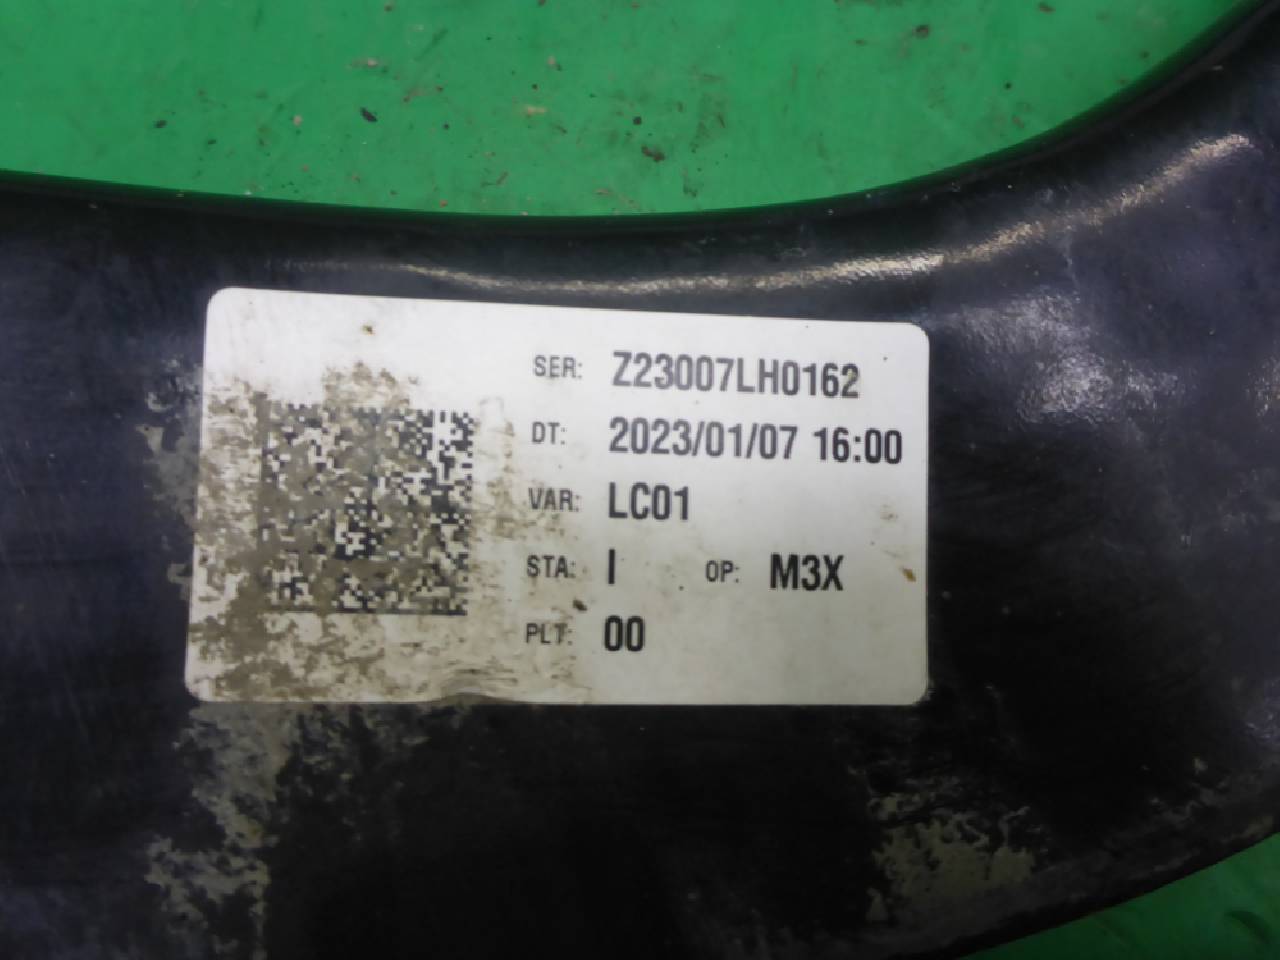 SER: Z23007LH0162
DT: 2023/01/07 16:00
VAR: LC01
STA: I OP: M3X
PLT: 00